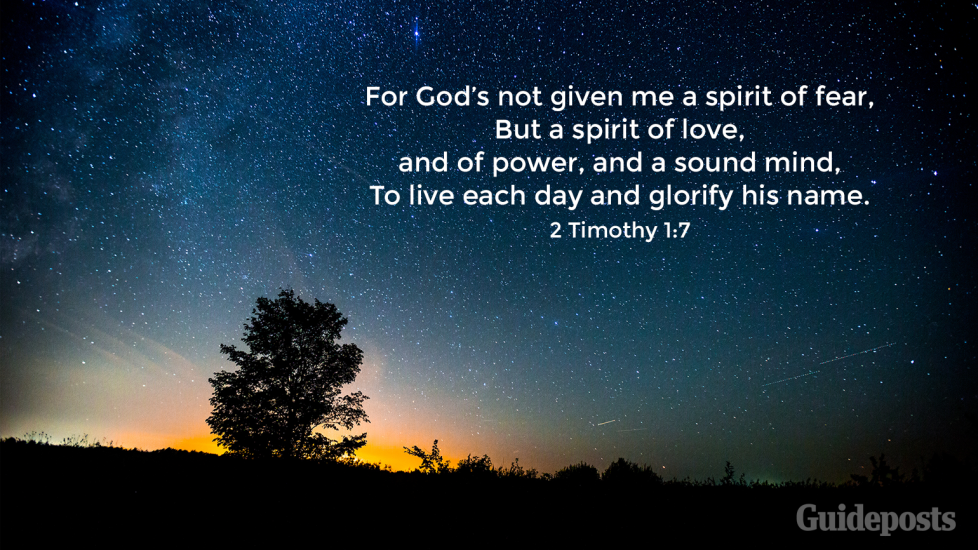 For God’s not given me a spirit of fear,
But a spirit of love,
and of power, and a sound mind,
To live each day and glorify his name.
2 Timothy 1:7
Guideposts